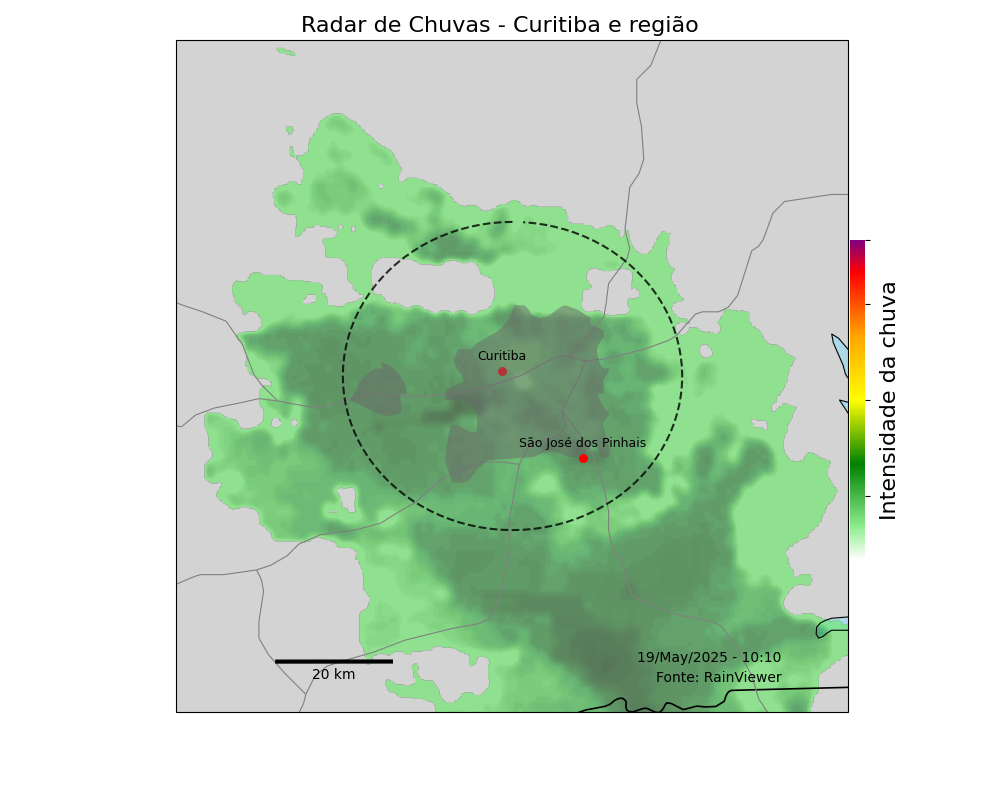 Radar de Chuvas - Curitiba e região
Curitiba
São José dos Pinhais
Intensidade da chuva
19/May/2025 - 10:10
Fonte: RainViewer
20 km